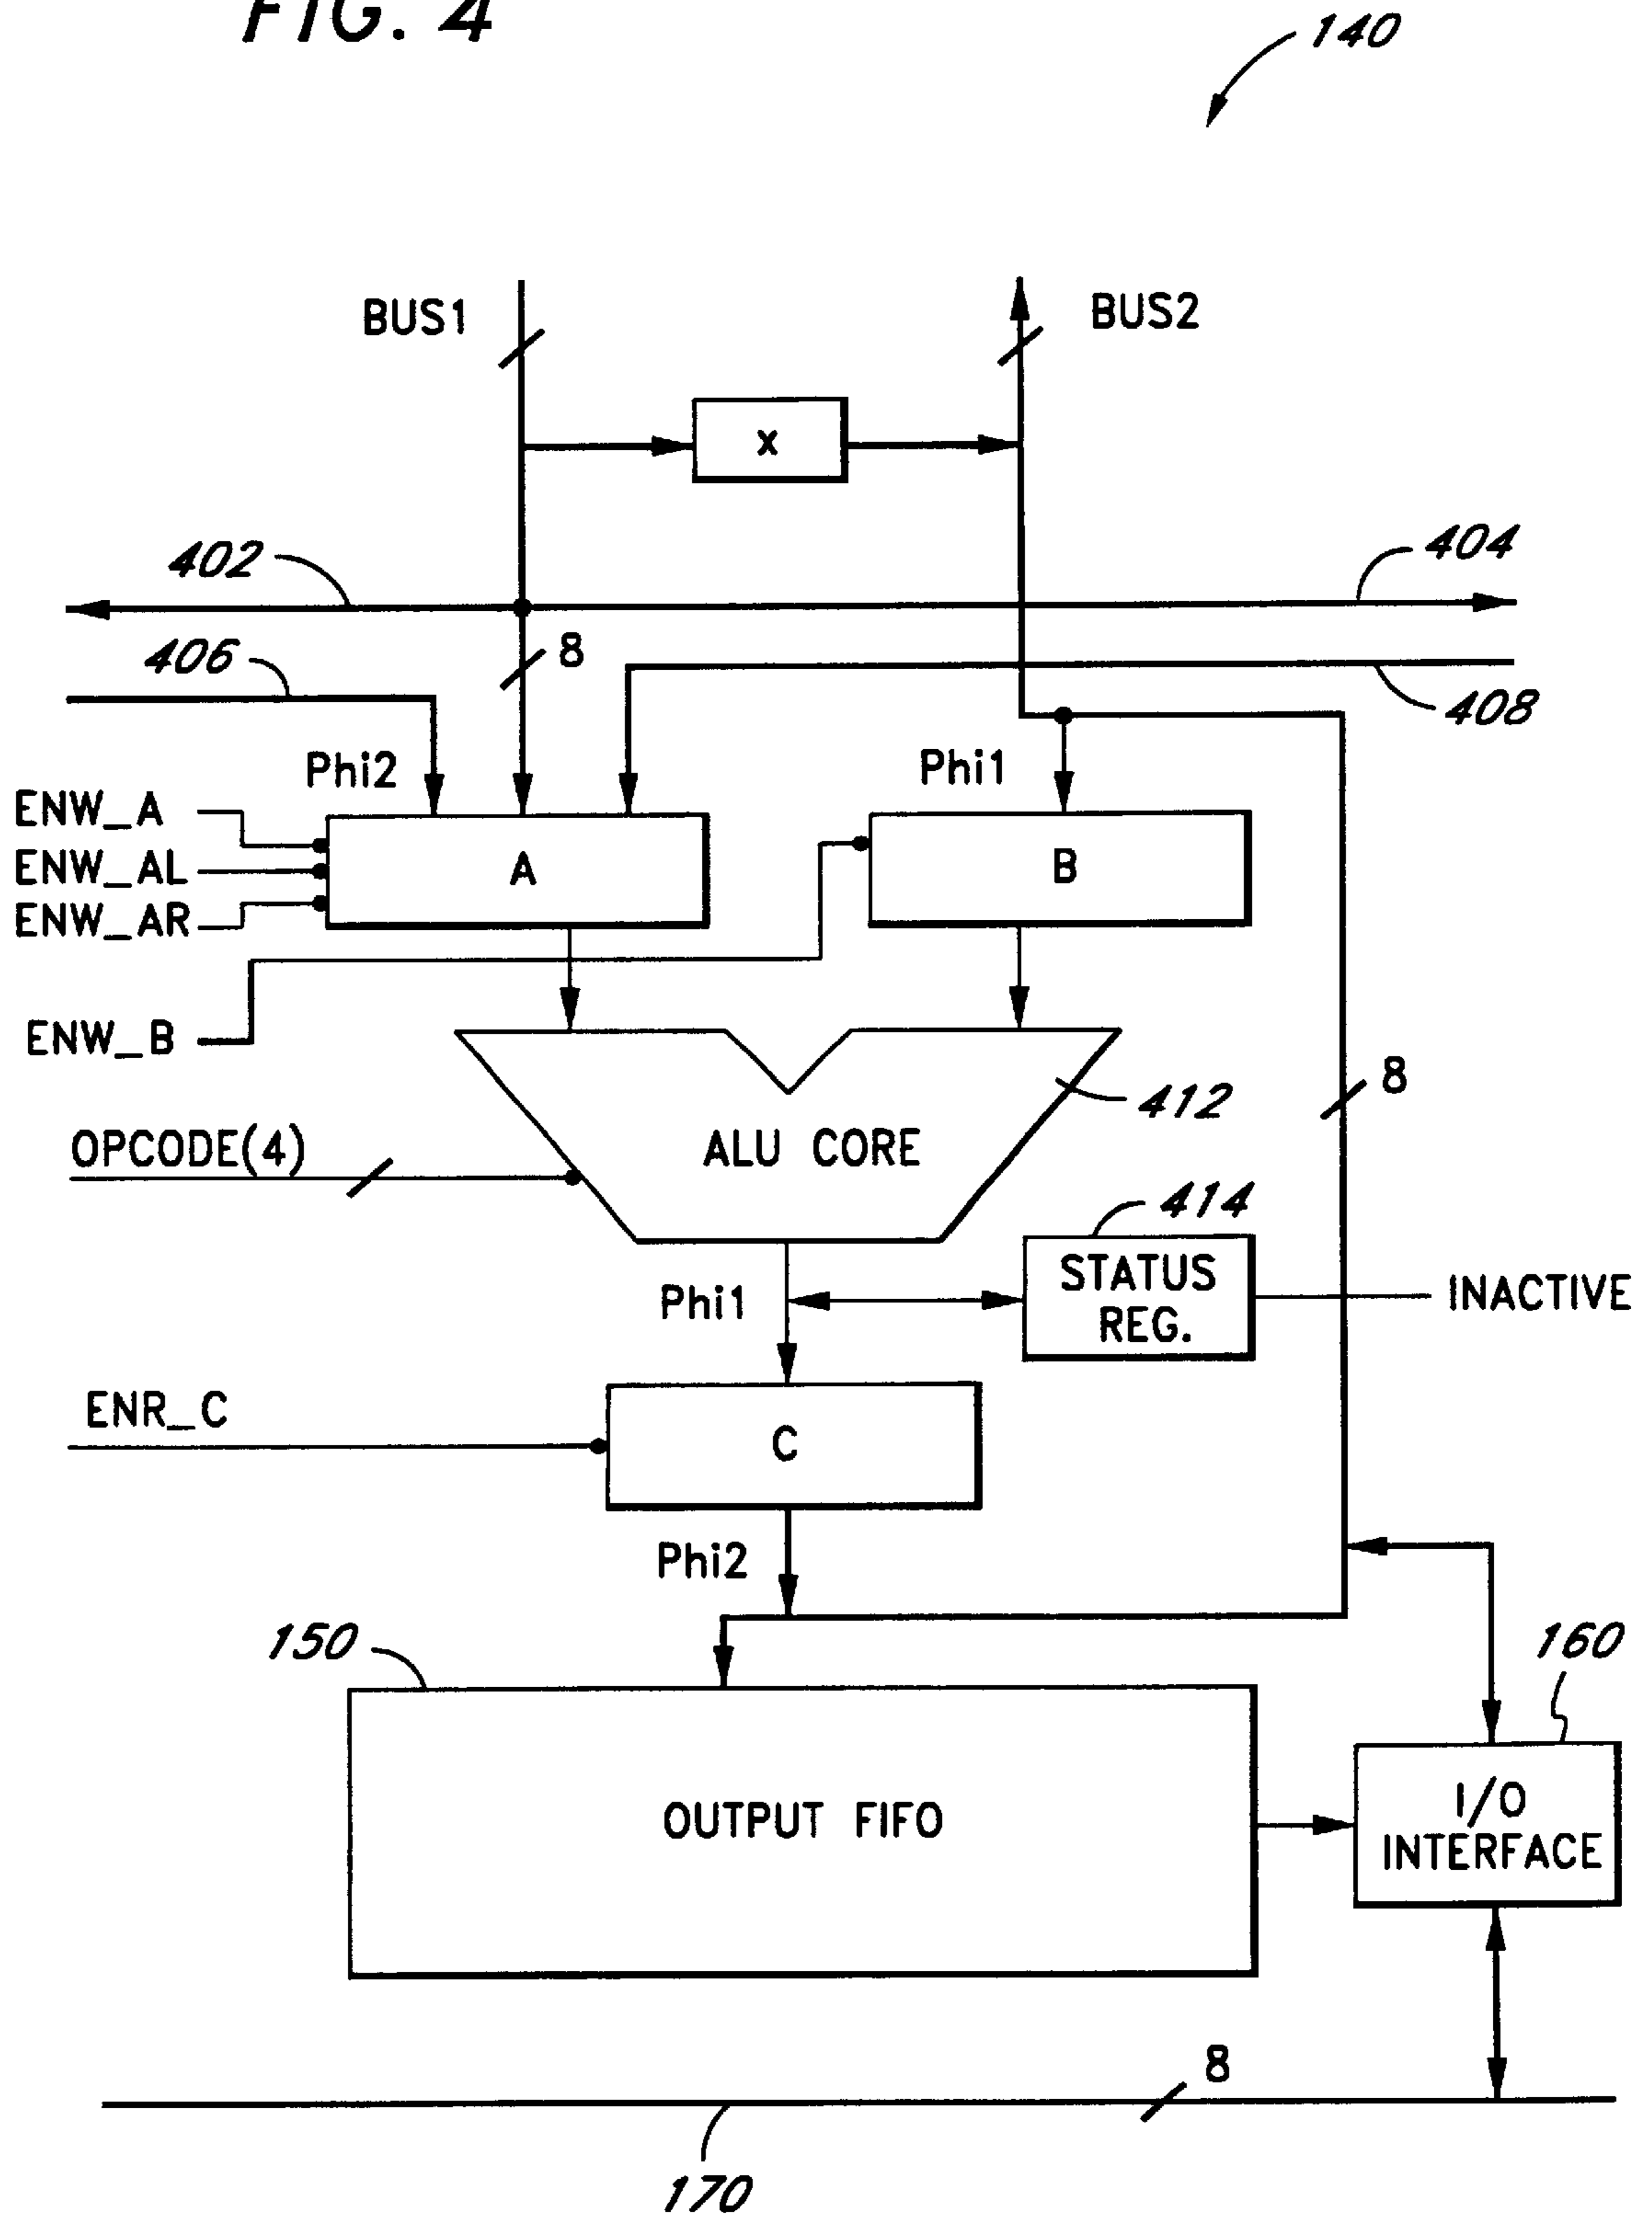 FIG. 4
140
BUS1
BUS2
x
402
404
406
8
408
Phi2
Phi1
ENW_A
ENW_AL
ENW_AR
A
B
ENW_B
8
412
OPCODE(4)
ALU CORE
414
STATUS
REG.
INACTIVE
Phi1
ENR_C
C
Phi2
150
160
OUTPUT FIFO
I/O
INTERFACE
8
170